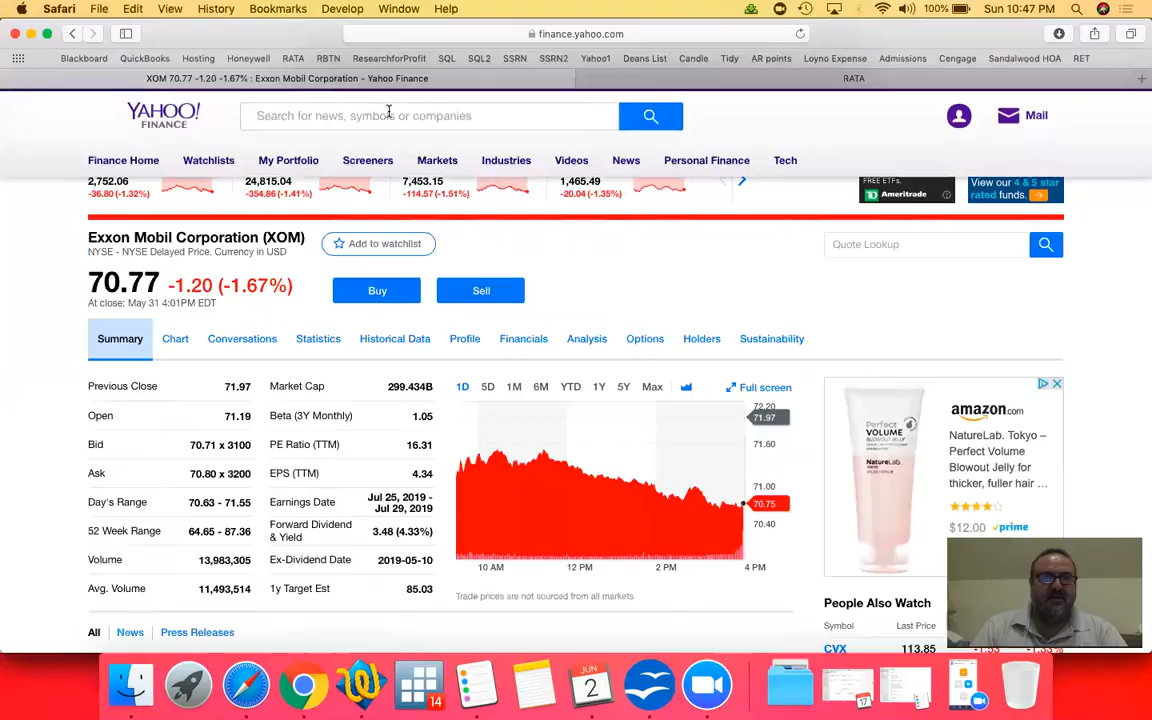 Safari File Edit View History Bookmarks Develop Window Help 100% Sun 10:47 PM
finance.yahoo.com
Blackboard QuickBooks Hosting Honeywell RATA RBTN ResearchforProfit SQL SQL2 SSRN SSRN2 Yahoo1 Deans List Candle Tidy AR points Loyno Expense Admissions Cengage Sandalwood HOA RET
XOM 70.77 -1.20 -1.67% : Exxon Mobil Corporation - Yahoo Finance RATA
YAHOO! FINANCE
Search for news, symbols or companies
Mail
Finance Home Watchlists My Portfolio Screeners Markets Industries Videos News Personal Finance Tech
2,752.06 24,815.04 7,453.15 1,465.49
-36.80 (-1.32%) -354.86 (-1.41%) -114.57 (-1.51%) -20.04 (-1.35%)
FREE ETFs.
TD Ameritrade
View our 4 & 5 star
rated funds.
Exxon Mobil Corporation (XOM)
Add to watchlist
NYSE - NYSE Delayed Price. Currency in USD
Quote Lookup
70.77 -1.20 (-1.67%)
At close: May 31 4:01PM EDT
Buy Sell
Summary Chart Conversations Statistics Historical Data Profile Financials Analysis Options Holders Sustainability
Previous Close 71.97
Open 71.19
Bid 70.71 x 3100
Ask 70.80 x 3200
Day's Range 70.63 - 71.55
52 Week Range 64.65 - 87.36
Volume 13,983,305
Avg. Volume 11,493,514
Market Cap 299.434B
Beta (3Y Monthly) 1.05
PE Ratio (TTM) 16.31
EPS (TTM) 4.34
Earnings Date Jul 25, 2019 -
Jul 29, 2019
Forward Dividend
& Yield 3.48 (4.33%)
Ex-Dividend Date 2019-05-10
1y Target Est 85.03
1D 5D 1M 6M YTD 1Y 5Y Max Full screen
72.20
71.97
71.60
71.00
70.75
70.40
10 AM 12 PM 2 PM 4 PM
Trade prices are not sourced from all markets
Perfect
VOLUME
BLOWOUT JELLY
NATURELAB.
TOKYO
amazon.com
NatureLab. Tokyo –
Perfect Volume
Blowout Jelly for
thicker, fuller hair ...
$12.00 prime
People Also Watch
Symbol Last Price
CVX 113.85 -1.53 -1.33%
All News Press Releases
14
JUN
2
17